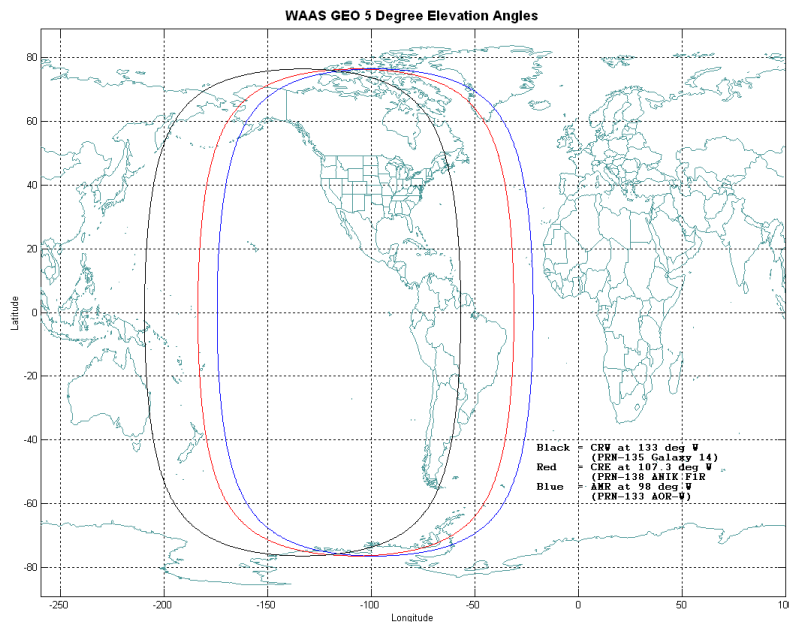 WAAS GEO 5 Degree Elevation Angles
80
60
40
20
0
-20
-40
-60
-80
Latitude
Black = CRW at 133 deg W
(PRN-135 Galaxy 14)
Red = CRE at 107.3 deg W
(PRN-138 ANIK F1R
Blue = AMR at 98 deg W
(PRN-133 AOR-W)
-250 -200 -150 -100 -50 0 50 100
Longitude